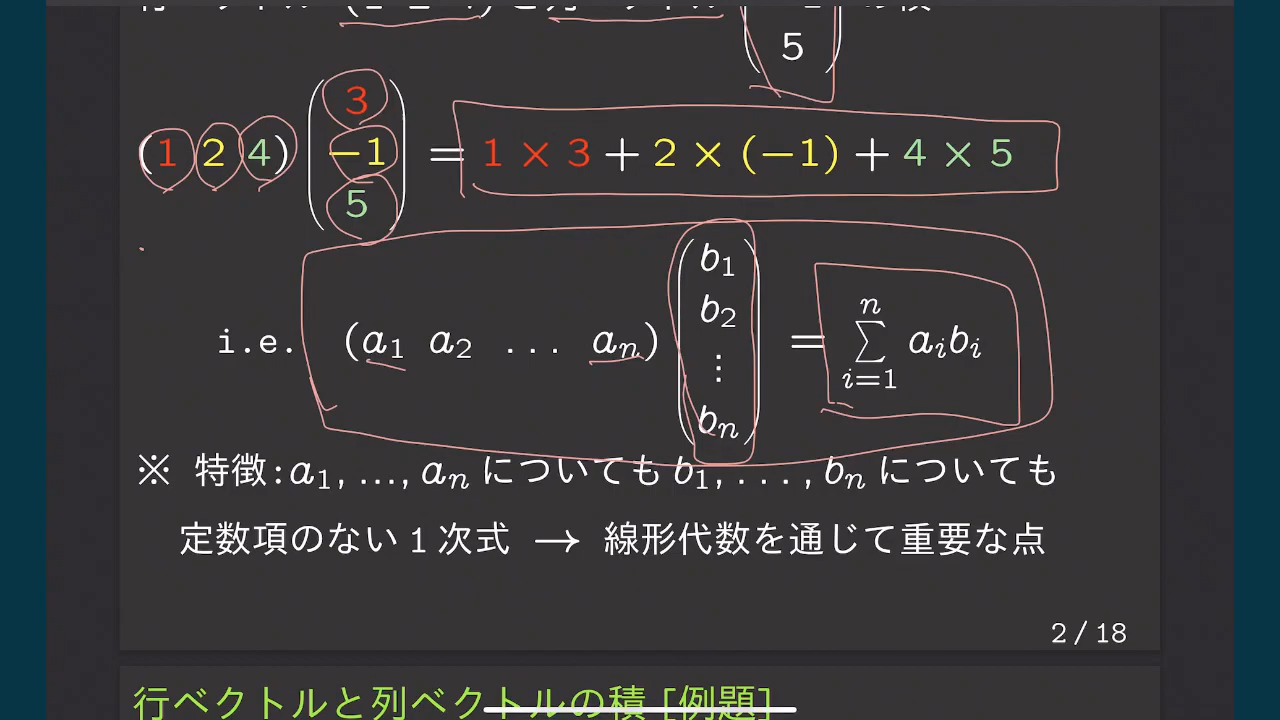 5
(1 2 4) (3 −1 5) = 1 × 3 + 2 × (−1) + 4 × 5
i.e. (a₁ a₂ ... aₙ) (b₁ b₂ ⋮ bₙ) = ∑ i=1 n aᵢbᵢ
※ 特徴:a₁, ..., aₙ についても b₁, ..., bₙ についても
定数項のない 1 次式 → 線形代数を通じて重要な点
2 / 18
行ベクトルと列ベクトルの積 [例題]